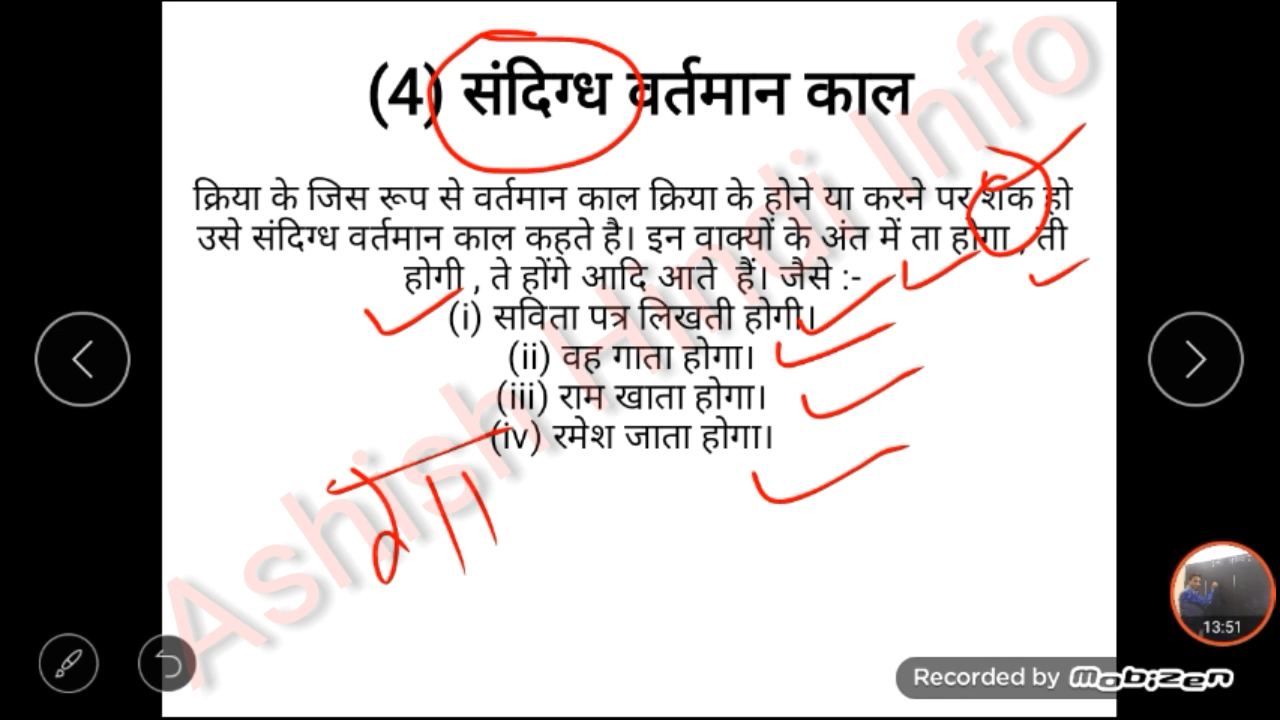 (4) संदिग्ध वर्तमान काल
क्रिया के जिस रूप से वर्तमान काल क्रिया के होने या करने पर शक हो
उसे संदिग्ध वर्तमान काल कहते है। इन वाक्यों के अंत में ता होगा , ती
होगी , ते होंगे आदि आते हैं। जैसे :-
(i) सविता पत्र लिखती होगी।
(ii) वह गाता होगा।
(iii) राम खाता होगा।
(iv) रमेश जाता होगा।
Ashish Hindi Info
13:51
Recorded by Mobizen